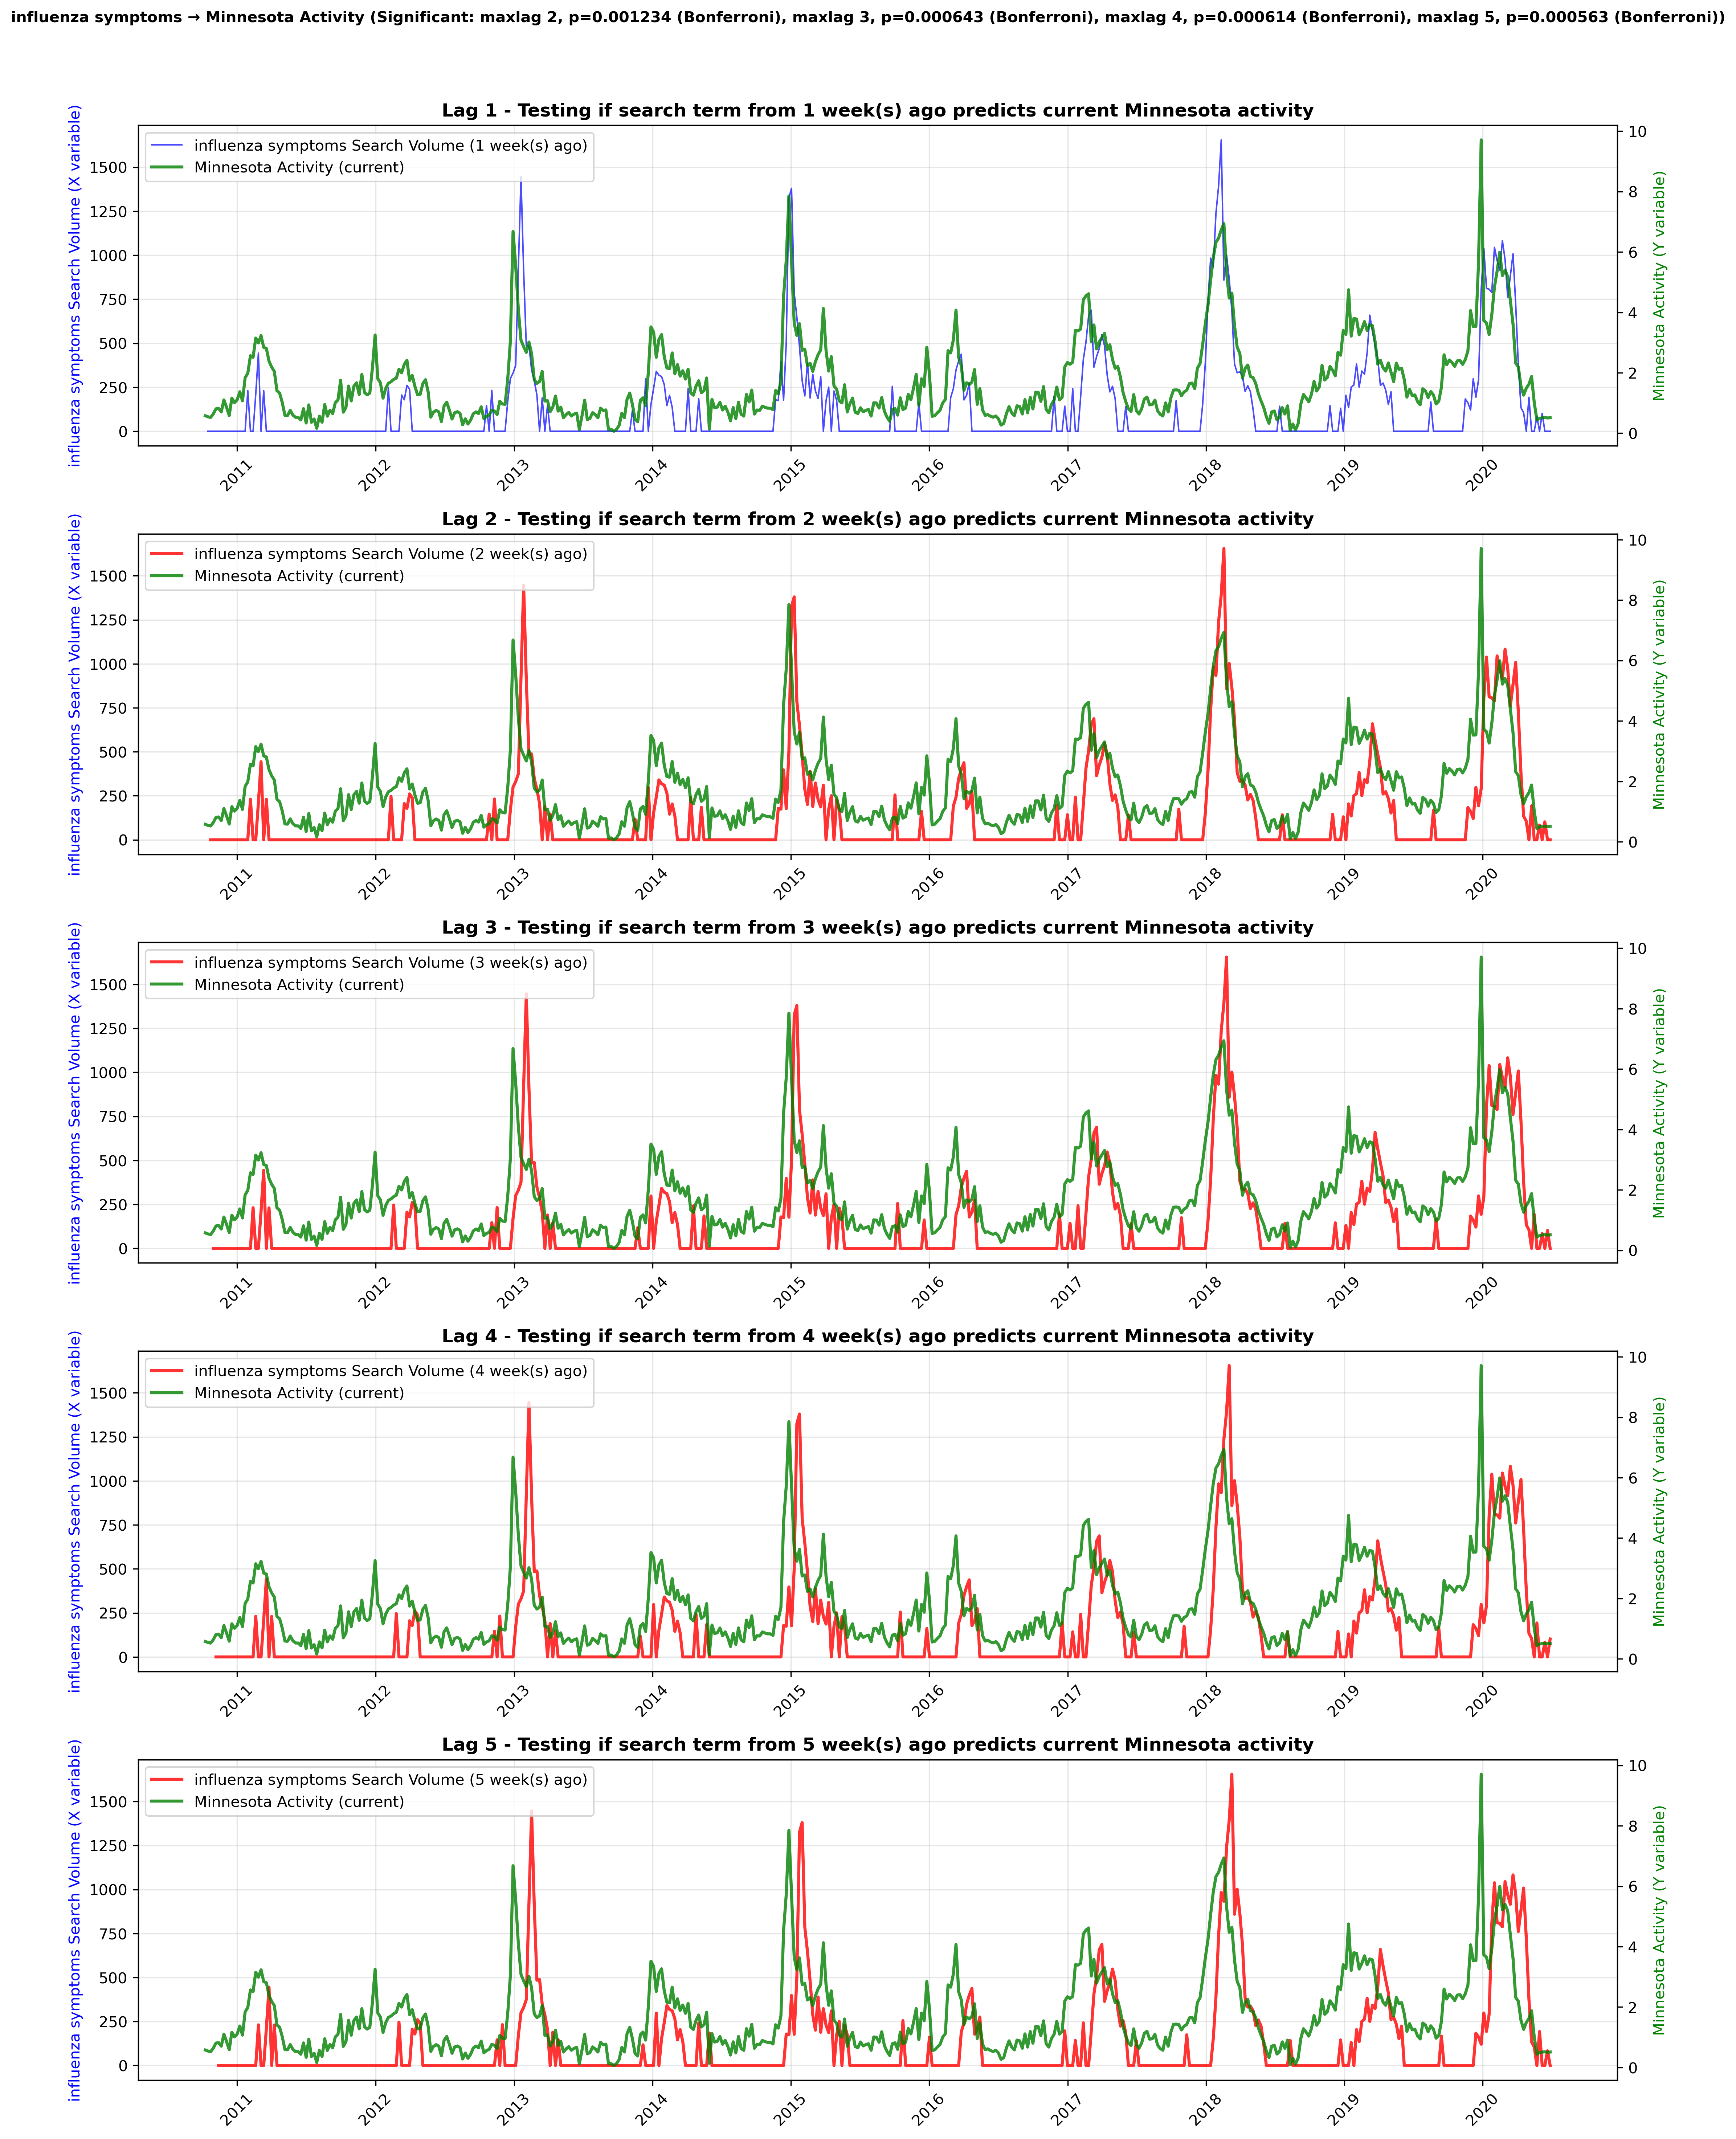 influenza symptoms → Minnesota Activity (Significant: maxlag 2, p=0.001234 (Bonferroni), maxlag 3, p=0.000643 (Bonferroni), maxlag 4, p=0.000614 (Bonferroni), maxlag 5, p=0.000563 (Bonferroni))
Lag 1 - Testing if search term from 1 week(s) ago predicts current Minnesota activity
influenza symptoms Search Volume (X variable)
influenza symptoms Search Volume (1 week(s) ago)
Minnesota Activity (current)
1500
1250
1000
750
500
250
0
10
8
6
4
2
0
Minnesota Activity (Y variable)
2011 2012 2013 2014 2015 2016 2017 2018 2019 2020
Lag 2 - Testing if search term from 2 week(s) ago predicts current Minnesota activity
influenza symptoms Search Volume (X variable)
influenza symptoms Search Volume (2 week(s) ago)
Minnesota Activity (current)
1500
1250
1000
750
500
250
0
10
8
6
4
2
0
Minnesota Activity (Y variable)
2011 2012 2013 2014 2015 2016 2017 2018 2019 2020
Lag 3 - Testing if search term from 3 week(s) ago predicts current Minnesota activity
influenza symptoms Search Volume (X variable)
influenza symptoms Search Volume (3 week(s) ago)
Minnesota Activity (current)
1500
1250
1000
750
500
250
0
10
8
6
4
2
0
Minnesota Activity (Y variable)
2011 2012 2013 2014 2015 2016 2017 2018 2019 2020
Lag 4 - Testing if search term from 4 week(s) ago predicts current Minnesota activity
influenza symptoms Search Volume (X variable)
influenza symptoms Search Volume (4 week(s) ago)
Minnesota Activity (current)
1500
1250
1000
750
500
250
0
10
8
6
4
2
0
Minnesota Activity (Y variable)
2011 2012 2013 2014 2015 2016 2017 2018 2019 2020
Lag 5 - Testing if search term from 5 week(s) ago predicts current Minnesota activity
influenza symptoms Search Volume (X variable)
influenza symptoms Search Volume (5 week(s) ago)
Minnesota Activity (current)
1500
1250
1000
750
500
250
0
10
8
6
4
2
0
Minnesota Activity (Y variable)
2011 2012 2013 2014 2015 2016 2017 2018 2019 2020